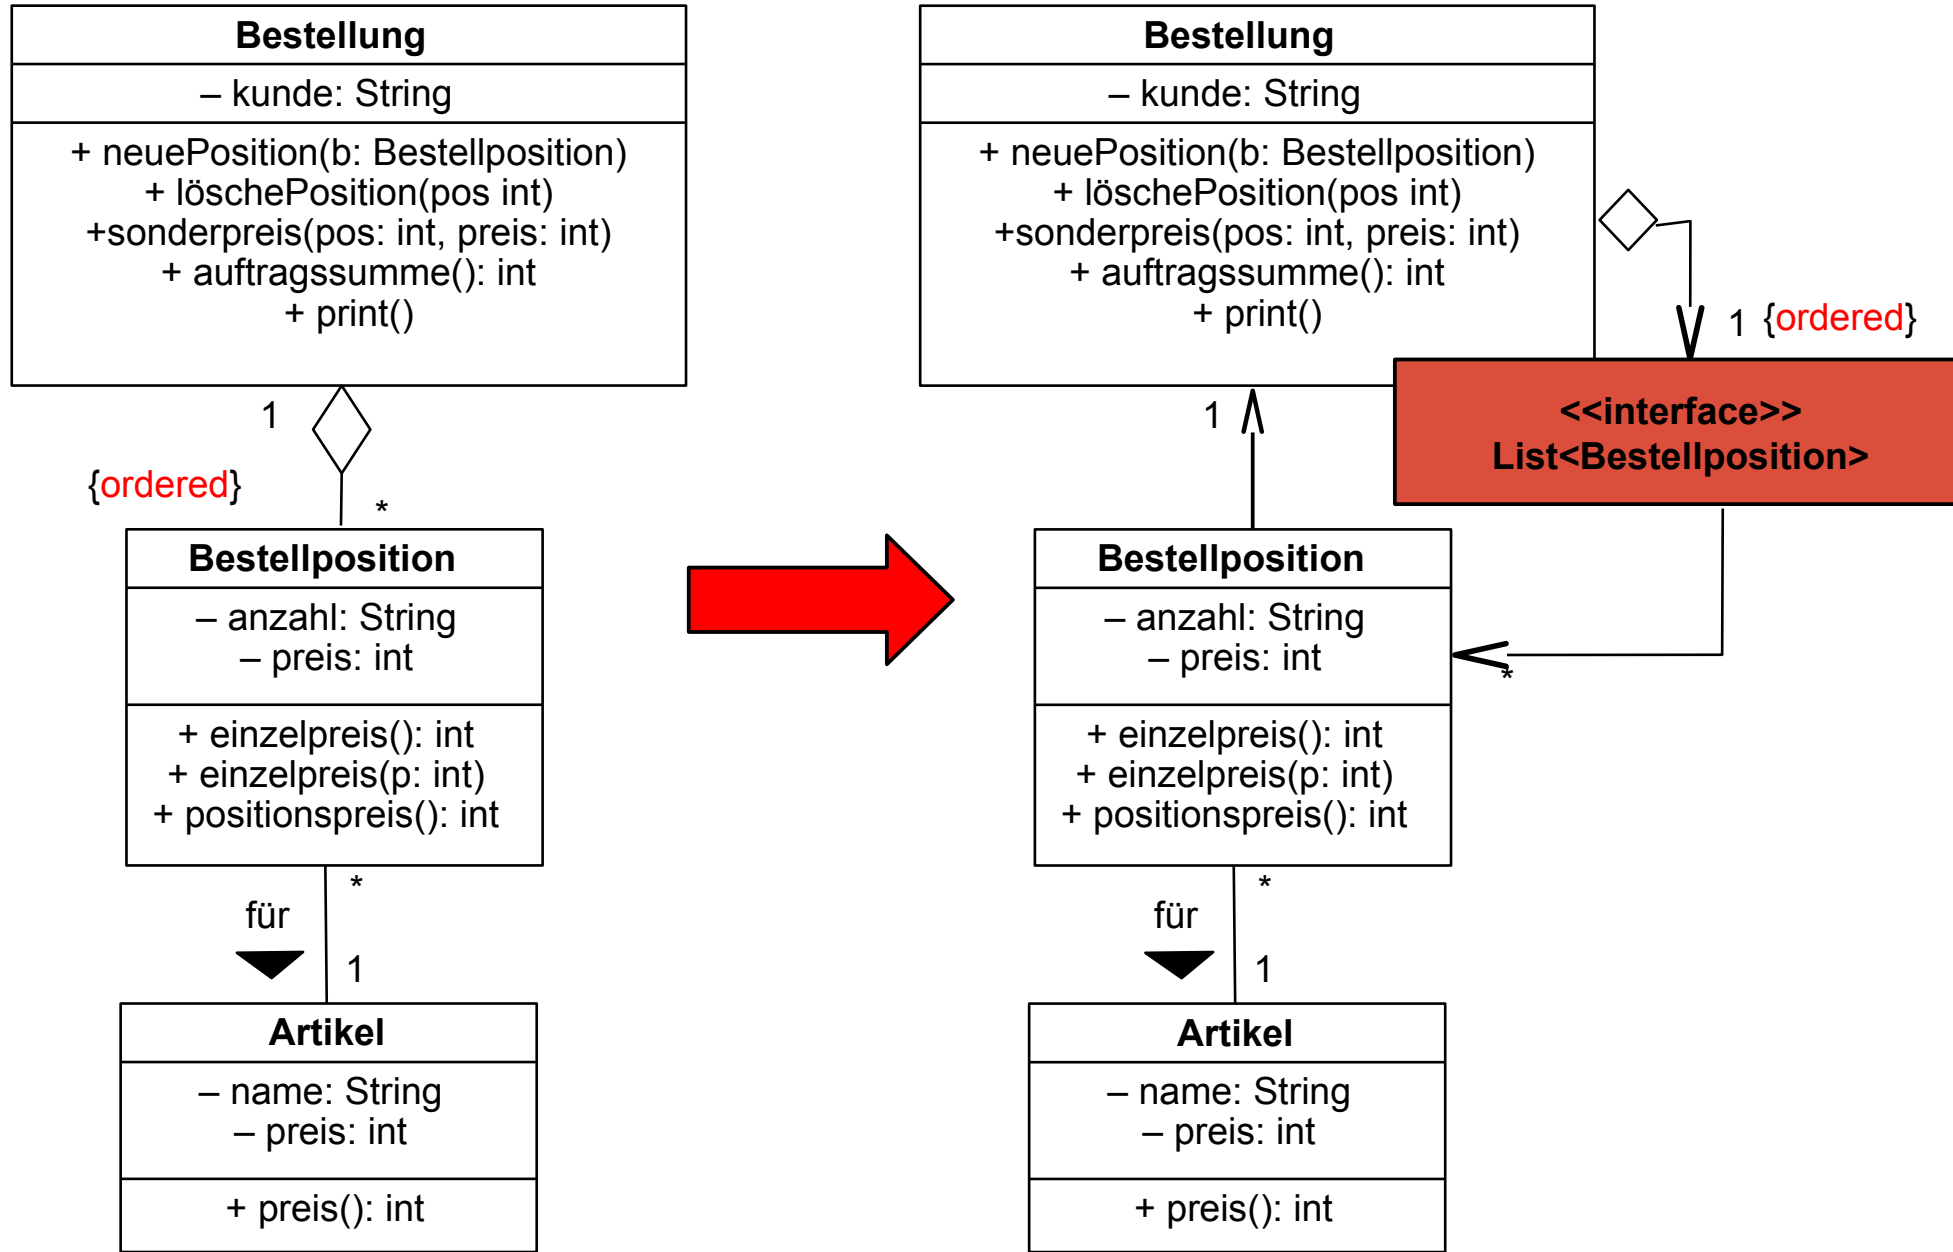 Bestellung
– kunde: String
+ neuePosition(b: Bestellposition)
+ löschePosition(pos int)
+sonderpreis(pos: int, preis: int)
+ auftragssumme(): int
+ print()
1
{ordered}
*
Bestellposition
– anzahl: String
– preis: int
+ einzelpreis(): int
+ einzelpreis(p: int)
+ positionspreis(): int
*
für
1
Artikel
– name: String
– preis: int
+ preis(): int
Bestellung
– kunde: String
+ neuePosition(b: Bestellposition)
+ löschePosition(pos int)
+sonderpreis(pos: int, preis: int)
+ auftragssumme(): int
+ print()
1 {ordered}
<<interface>>
List<Bestellposition>
1
Bestellposition
– anzahl: String
– preis: int
*
+ einzelpreis(): int
+ einzelpreis(p: int)
+ positionspreis(): int
*
für
1
Artikel
– name: String
– preis: int
+ preis(): int